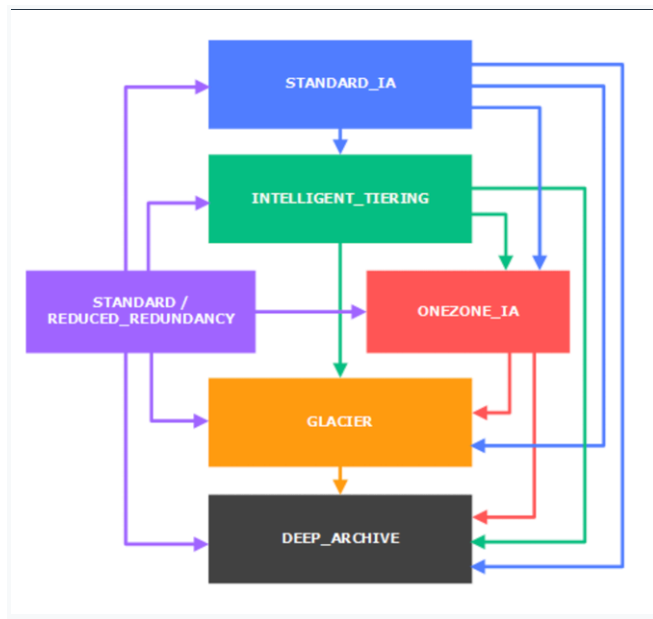 STANDARD_IA
INTELLIGENT_TIERING
STANDARD /
REDUCED_REDUNDANCY
ONEZONE_IA
GLACIER
DEEP_ARCHIVE